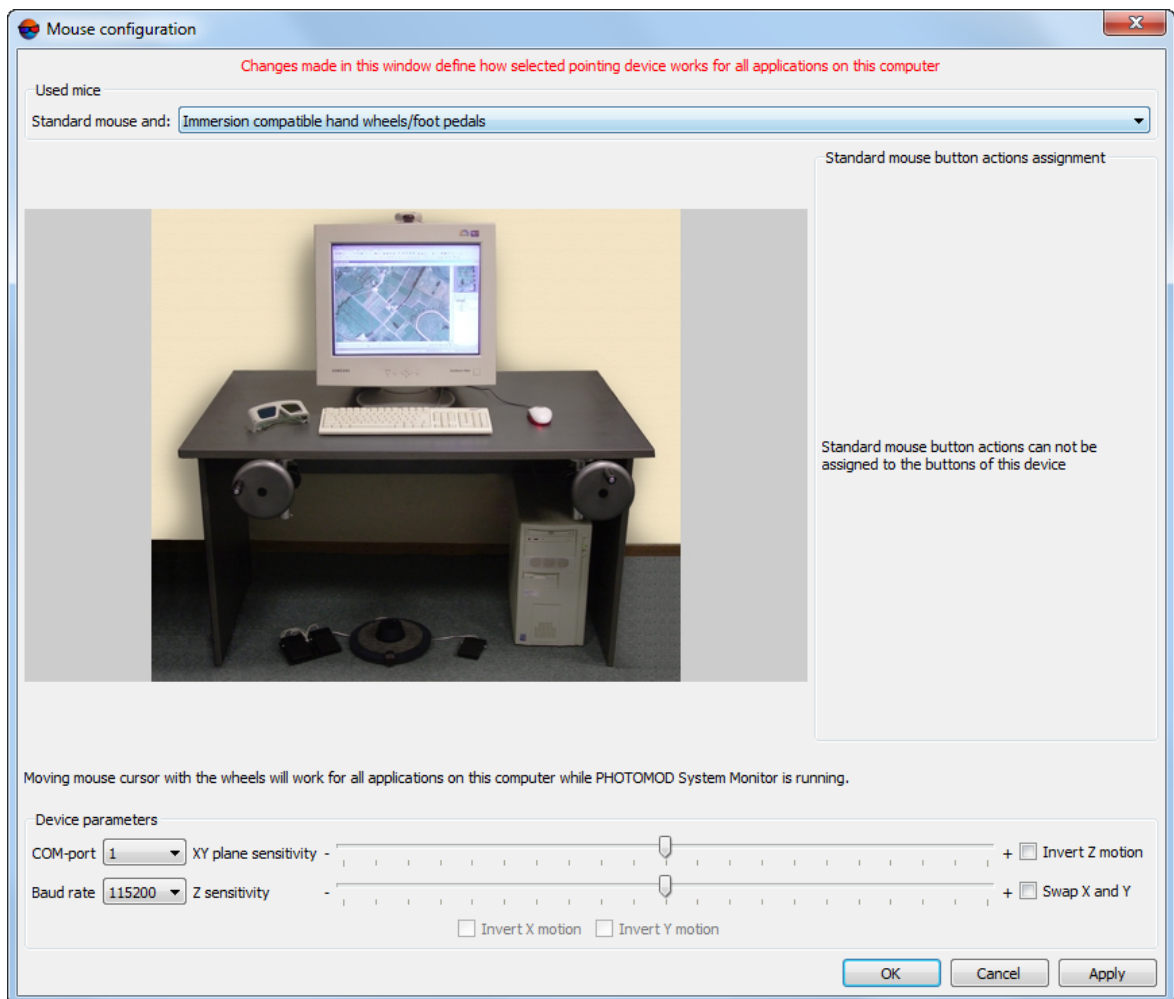 Mouse configuration
Changes made in this window define how selected pointing device works for all applications on this computer
Used mice
Standard mouse and: Immersion compatible hand wheels/foot pedals
Standard mouse button actions assignment
Standard mouse button actions can not be
assigned to the buttons of this device
Moving mouse cursor with the wheels will work for all applications on this computer while PHOTOMOD System Monitor is running.
Device parameters
COM-port 1 XY plane sensitivity - + Invert Z motion
Baud rate 115200 Z sensitivity - + Swap X and Y
Invert X motion Invert Y motion
OK Cancel Apply